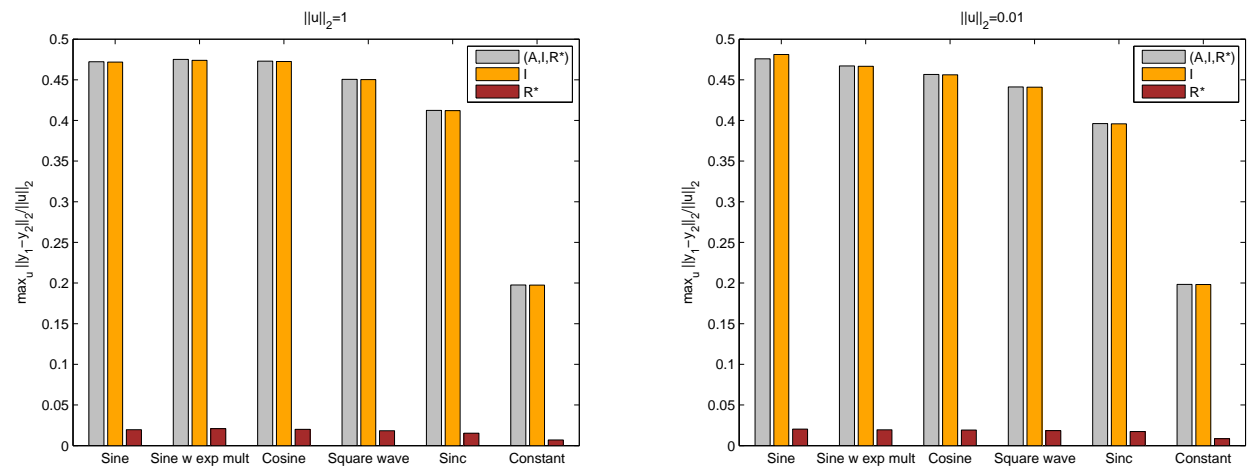 ||u||₂=1
0.5
0.45
0.4
0.35
0.3
0.25
0.2
0.15
0.1
0.05
0
maxᵤ ||y₁−y₂||₂/||u||₂
(A,I,R*)
I
R*
Sine
Sine w exp mult
Cosine
Square wave
Sinc
Constant
||u||₂=0.01
0.5
0.45
0.4
0.35
0.3
0.25
0.2
0.15
0.1
0.05
0
maxᵤ ||y₁−y₂||₂/||u||₂
(A,I,R*)
I
R*
Sine
Sine w exp mult
Cosine
Square wave
Sinc
Constant